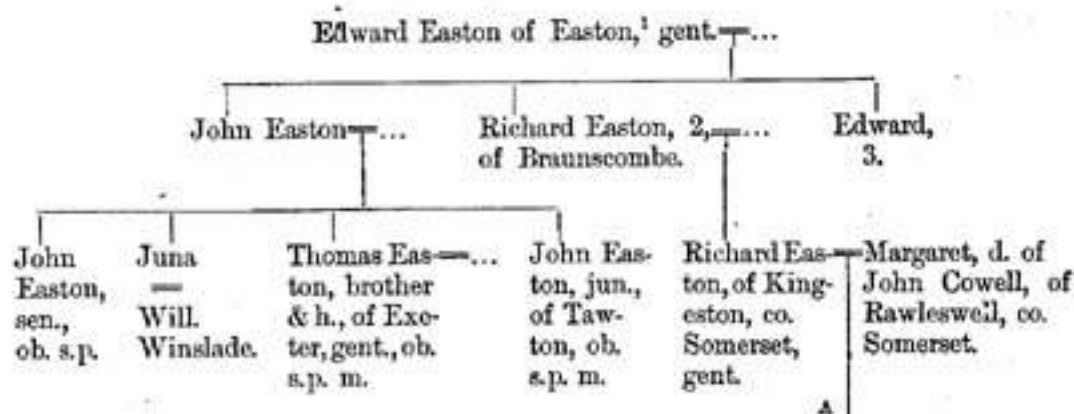 Edward Easton of Easton,¹ gent.=...
John Easton=...
Richard Easton, 2,=...
of Braunscombe.
Edward,
3.
John
Easton,
sen.,
ob. s.p.
Juna
=
Will.
Winslade.
Thomas Eas-=...
ton, brother
& h., of Exe-
ter, gent., ob.
s.p. m.
John Eas-
ton, jun.,
of Taw-
ton, ob.
s.p. m.
Richard Eas-=
ton, of King-
eston, co.
Somerset,
gent.
Margaret, d. of
John Cowell, of
Rawleswell, co.
Somerset.
A